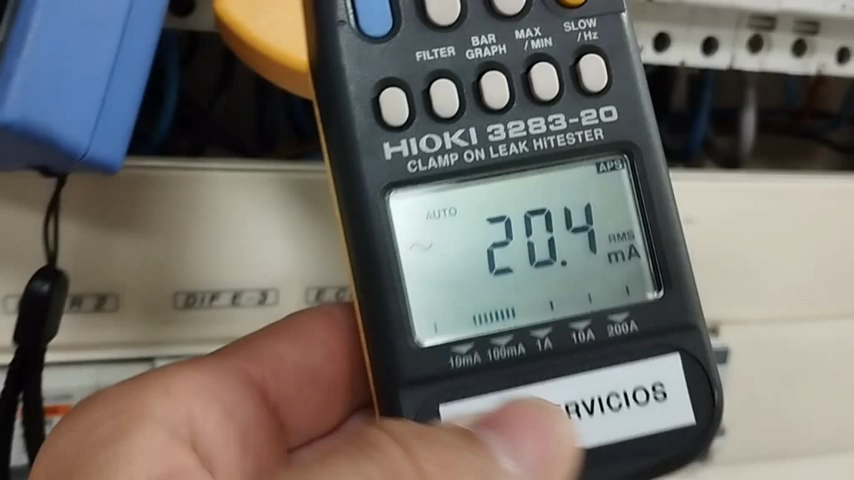 FILTER
BAR GRAPH
MAX /MIN
SLOW /Hz
HIOKI 3283-20
CLAMP ON LEAK HITESTER
APS
AUTO
~ 20.4 RMS mA
10mA 100mA 1A 10A 200A
R 2
DIF E-3
RVICIOS